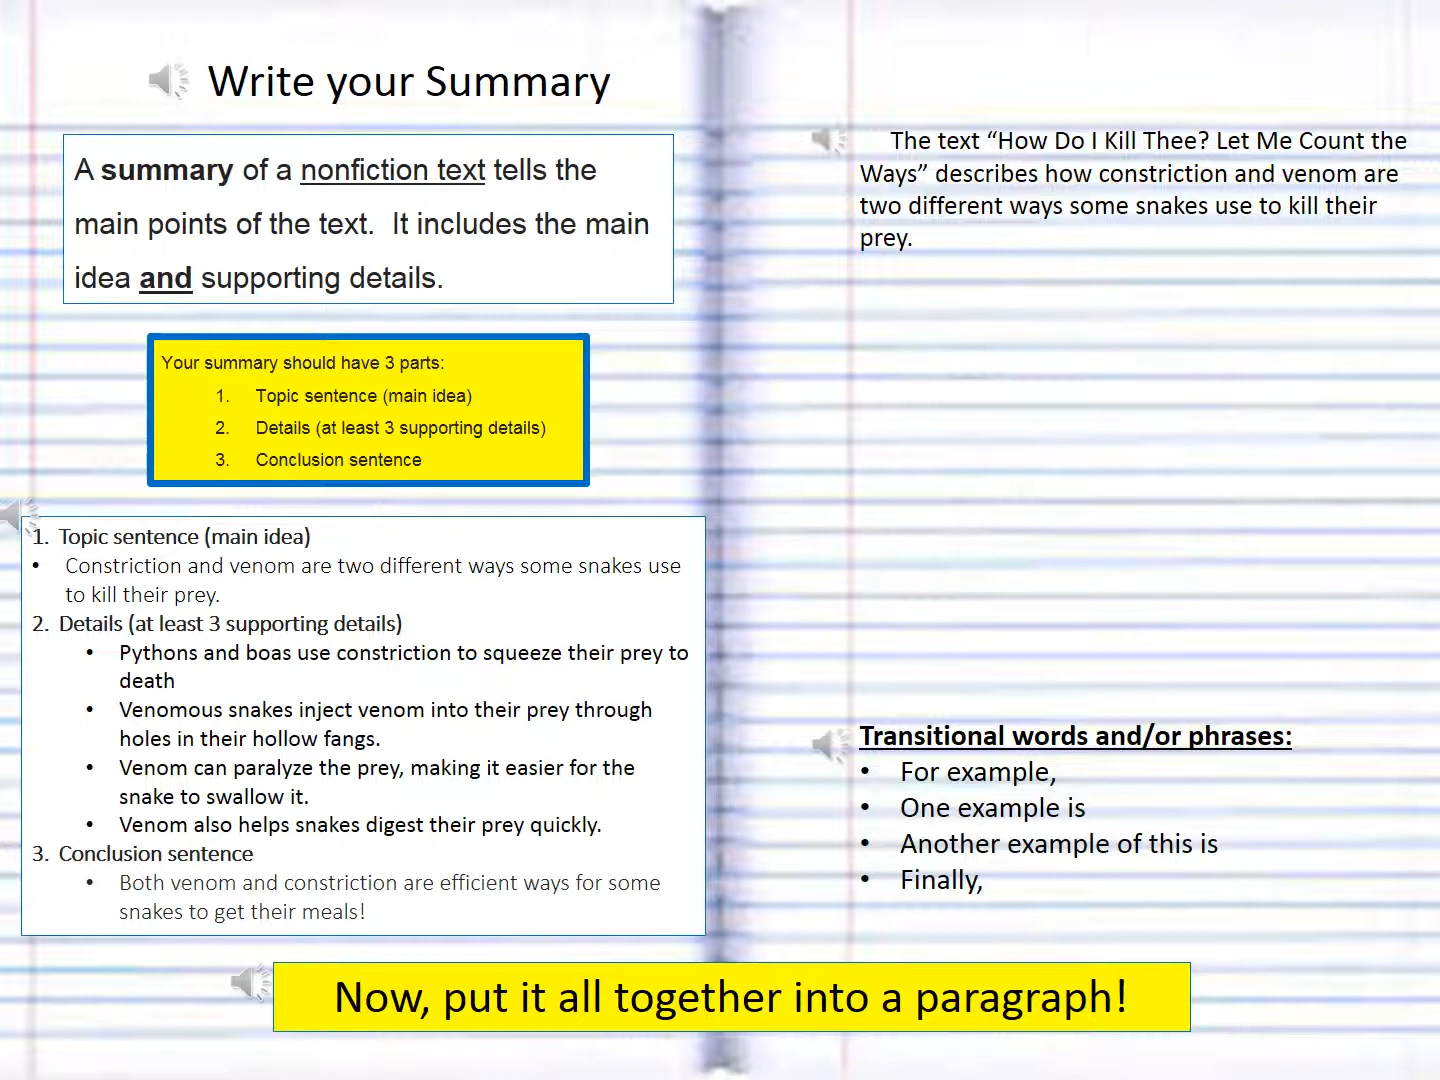 Write your Summary
A summary of a nonfiction text tells the
main points of the text.  It includes the main
idea and supporting details.
Your summary should have 3 parts:
1. Topic sentence (main idea)
2. Details (at least 3 supporting details)
3. Conclusion sentence
1. Topic sentence (main idea)
• Constriction and venom are two different ways some snakes use
to kill their prey.
2. Details (at least 3 supporting details)
• Pythons and boas use constriction to squeeze their prey to
death
• Venomous snakes inject venom into their prey through
holes in their hollow fangs.
• Venom can paralyze the prey, making it easier for the
snake to swallow it.
• Venom also helps snakes digest their prey quickly.
3. Conclusion sentence
• Both venom and constriction are efficient ways for some
snakes to get their meals!
The text “How Do I Kill Thee? Let Me Count the
Ways” describes how constriction and venom are
two different ways some snakes use to kill their
prey.
Transitional words and/or phrases:
• For example,
• One example is
• Another example of this is
• Finally,
Now, put it all together into a paragraph!